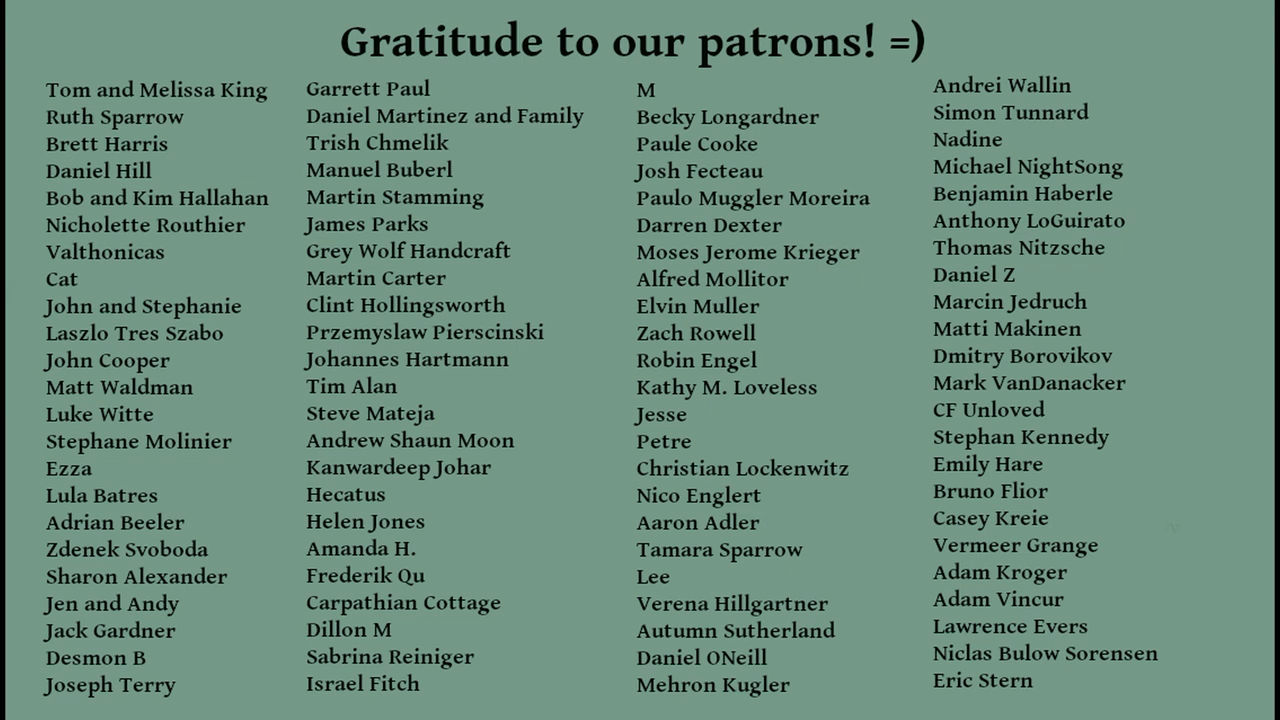 Gratitude to our patrons! =)
Tom and Melissa King
Ruth Sparrow
Brett Harris
Daniel Hill
Bob and Kim Hallahan
Nicholette Routhier
Valthonicas
Cat
John and Stephanie
Laszlo Tres Szabo
John Cooper
Matt Waldman
Luke Witte
Stephane Molinier
Ezza
Lula Batres
Adrian Beeler
Zdenek Svoboda
Sharon Alexander
Jen and Andy
Jack Gardner
Desmon B
Joseph Terry
Garrett Paul
Daniel Martinez and Family
Trish Chmelik
Manuel Buberl
Martin Stamming
James Parks
Grey Wolf Handcraft
Martin Carter
Clint Hollingsworth
Przemyslaw Pierscinski
Johannes Hartmann
Tim Alan
Steve Mateja
Andrew Shaun Moon
Kanwardeep Johar
Hecatus
Helen Jones
Amanda H.
Frederik Qu
Carpathian Cottage
Dillon M
Sabrina Reiniger
Israel Fitch
M
Becky Longardner
Paule Cooke
Josh Fecteau
Paulo Muggler Moreira
Darren Dexter
Moses Jerome Krieger
Alfred Mollitor
Elvin Muller
Zach Rowell
Robin Engel
Kathy M. Loveless
Jesse
Petre
Christian Lockenwitz
Nico Englert
Aaron Adler
Tamara Sparrow
Lee
Verena Hillgartner
Autumn Sutherland
Daniel ONeill
Mehron Kugler
Andrei Wallin
Simon Tunnard
Nadine
Michael NightSong
Benjamin Haberle
Anthony LoGuirato
Thomas Nitzsche
Daniel Z
Marcin Jedruch
Matti Makinen
Dmitry Borovikov
Mark VanDanacker
CF Unloved
Stephan Kennedy
Emily Hare
Bruno Flior
Casey Kreie
Vermeer Grange
Adam Kroger
Adam Vincur
Lawrence Evers
Niclas Bulow Sorensen
Eric Stern